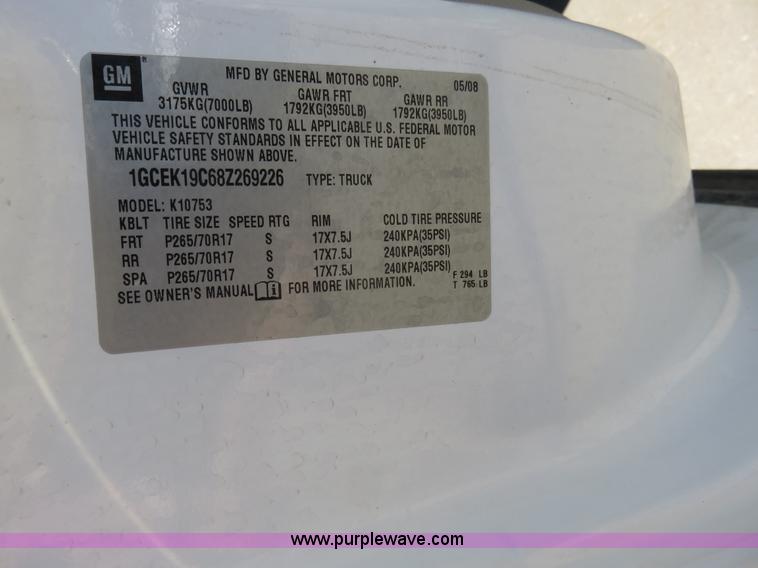 GM
MFD BY GENERAL MOTORS CORP. 05/08
GVWR GAWR FRT GAWR RR
3175KG(7000LB) 1792KG(3950LB) 1792KG(3950LB)
THIS VEHICLE CONFORMS TO ALL APPLICABLE U.S. FEDERAL MOTOR
VEHICLE SAFETY STANDARDS IN EFFECT ON THE DATE OF
MANUFACTURE SHOWN ABOVE.
1GCEK19C68Z269226 TYPE: TRUCK
MODEL: K10753
KBLT TIRE SIZE SPEED RTG RIM COLD TIRE PRESSURE
FRT P265/70R17 S 17X7.5J 240KPA(35PSI)
RR P265/70R17 S 17X7.5J 240KPA(35PSI)
SPA P265/70R17 S 17X7.5J 240KPA(35PSI)
SEE OWNER'S MANUAL FOR MORE INFORMATION.
F 294 LB
T 765 LB
www.purplewave.com